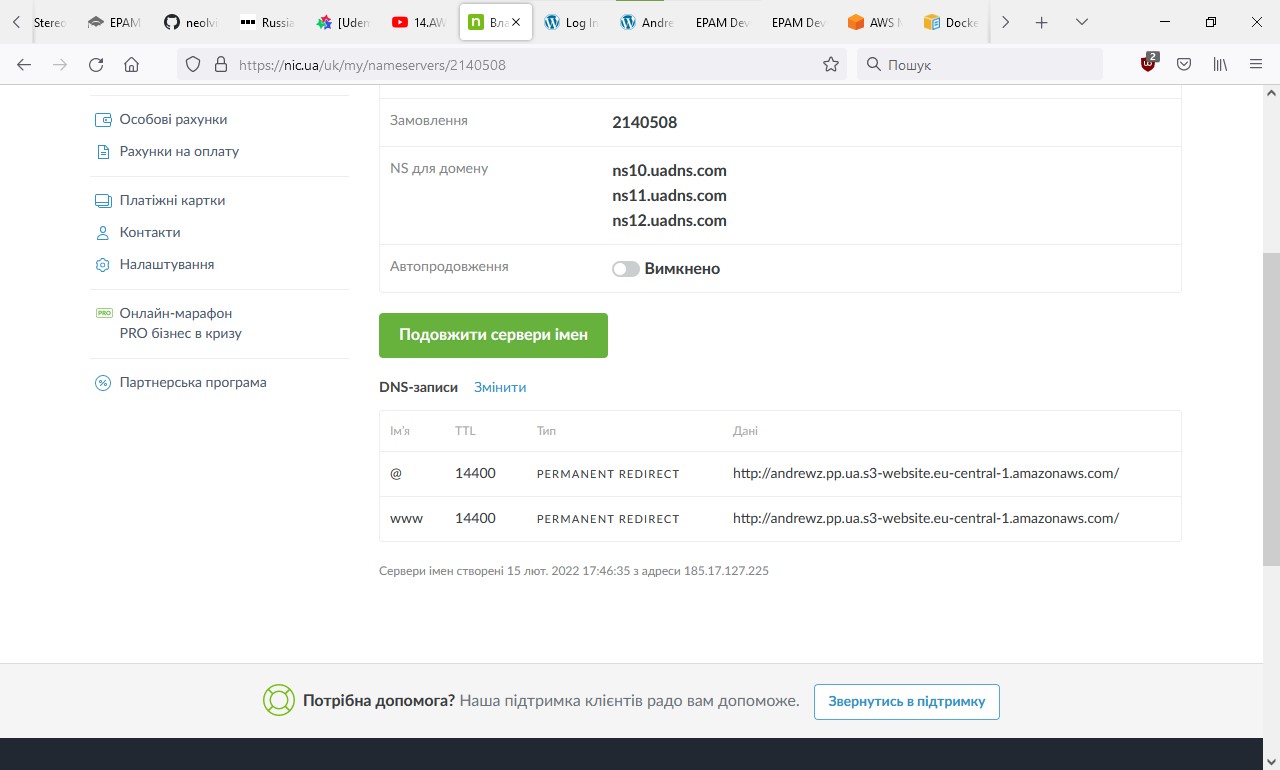 Sterec
EPAM
neolvi
Russia
[Uden
14.AW
Вла
Log In
Andre
EPAM Dev
EPAM Dev
AWS M
Docke
https://nic.ua/uk/my/nameservers/2140508
Пошук
2
Особові рахунки
Рахунки на оплату
Платіжні картки
Контакти
Налаштування
PRO Онлайн-марафон
PRO бізнес в кризу
Партнерська програма
Замовлення 2140508
NS для домену ns10.uadns.com
ns11.uadns.com
ns12.uadns.com
Автопродовження Вимкнено
Подовжити сервери імен
DNS-записи Змінити
Ім'я TTL Тип Дані
@ 14400 PERMANENT REDIRECT http://andrewz.pp.ua.s3-website.eu-central-1.amazonaws.com/
www 14400 PERMANENT REDIRECT http://andrewz.pp.ua.s3-website.eu-central-1.amazonaws.com/
Сервери імен створені 15 лют. 2022 17:46:35 з адреси 185.17.127.225
Потрібна допомога? Наша підтримка клієнтів радо вам допоможе. Звернутись в підтримку